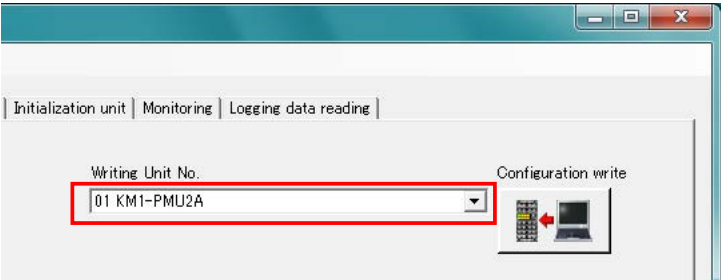 Initialization unit Monitoring Logging data reading
Writing Unit No. Configuration write
01 KM1-PMU2A